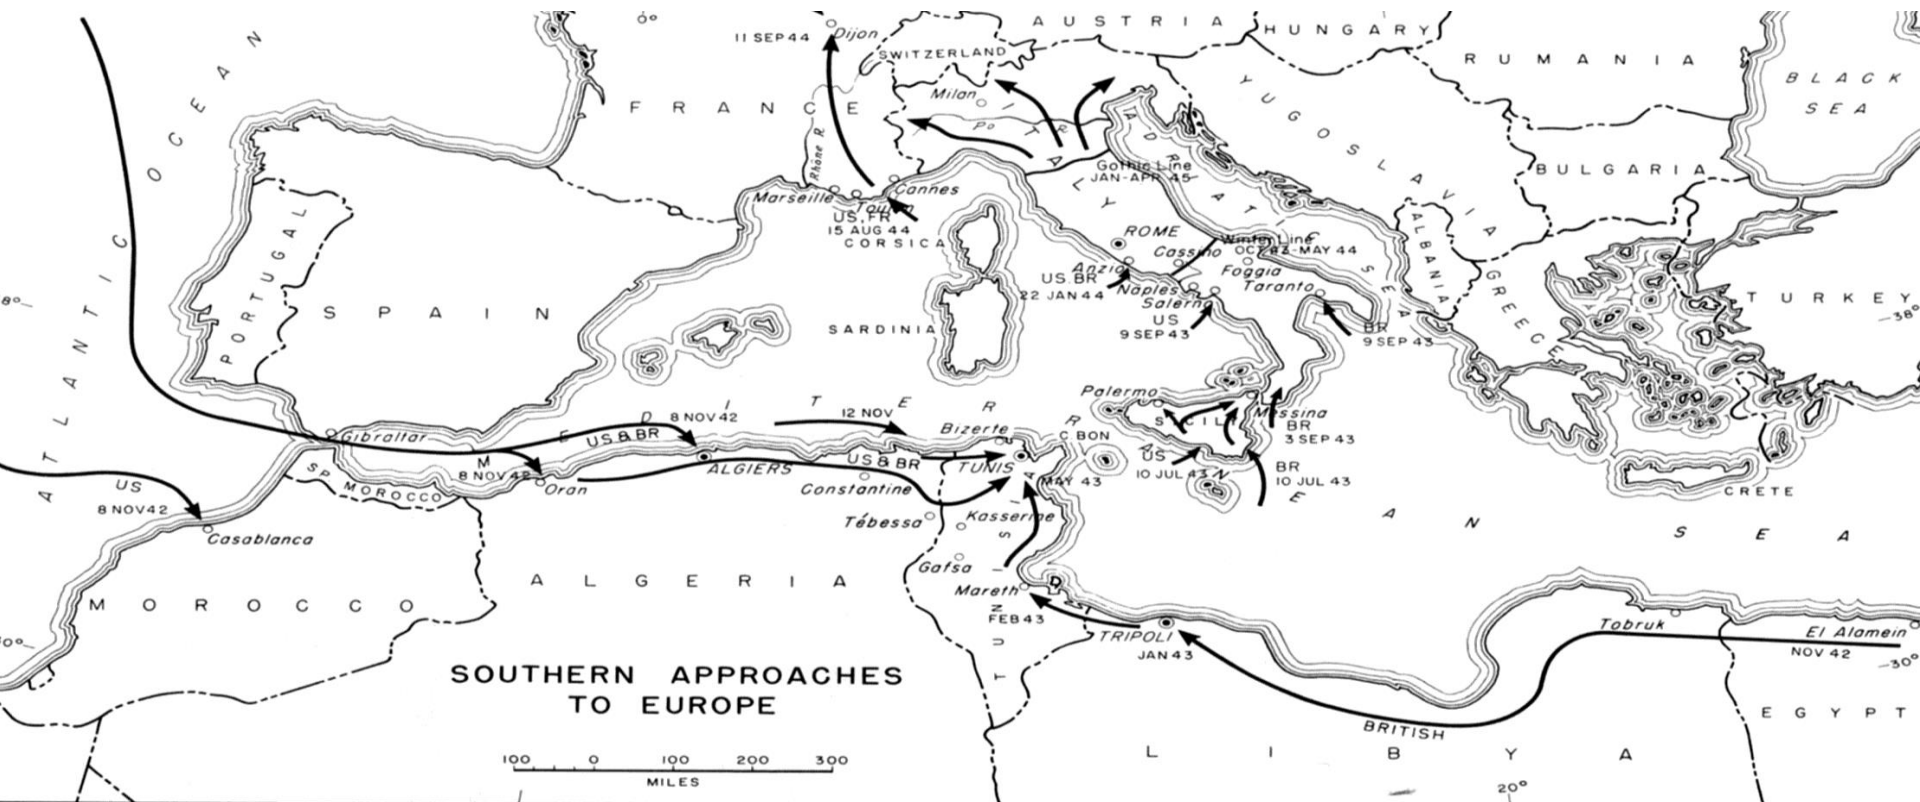 SOUTHERN APPROACHES
TO EUROPE
100 0 100 200 300
MILES
ATLANTIC OCEAN
0°
11 SEP 44
Dijon
SWITZERLAND
AUSTRIA
HUNGARY
RUMANIA
BLACK
SEA
FRANCE
Milan
Po R
ITALY
YUGOSLAVIA
BULGARIA
Rhône R.
Marseille
Toulon
Cannes
US, FR
15 AUG 44
CORSICA
Gothic Line
JAN-APR 45
ADRIATIC SEA
PORTUGAL
SPAIN
SARDINIA
ROME
Cassino
Winter Line
OCT 43-MAY 44
Anzio
US, BR
22 JAN 44
Naples
Salerno
US
9 SEP 43
Foggia
Taranto
BR
9 SEP 43
ALBANIA
GREECE
TURKEY
38°
8°
MEDITERRANEAN SEA
Palermo
SICILY
Messina
BR
3 SEP 43
US
10 JUL 43
BR
10 JUL 43
CRETE
Gibraltar
US & BR
8 NOV 42
12 NOV
Bizerte
C. BON
8 NOV 42
ALGIERS
US & BR
TUNIS
MAY 43
SP. MOROCCO
Oran
Constantine
US
8 NOV 42
Casablanca
Tébessa
Kasserine
Gafsa
Mareth
FEB 43
TUNISIA
MOROCCO
ALGERIA
TRIPOLI
JAN 43
Tobruk
El Alamein
NOV 42
30°
BRITISH
LIBYA
EGYPT
20°